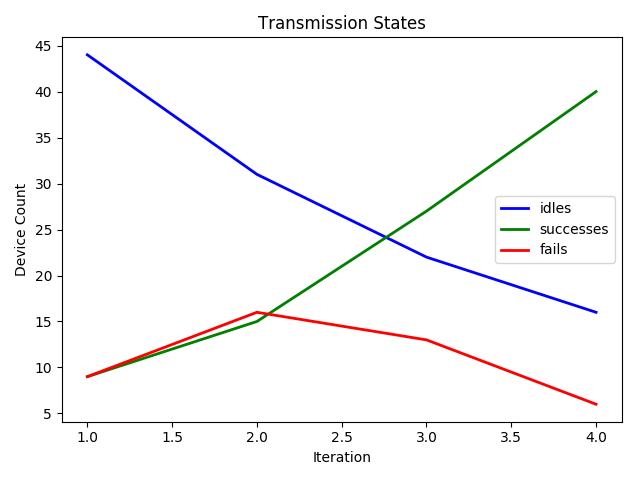 Transmission States
45
40
35
30
25
20
15
10
5
Device Count
idles
successes
fails
1.0 1.5 2.0 2.5 3.0 3.5 4.0
Iteration